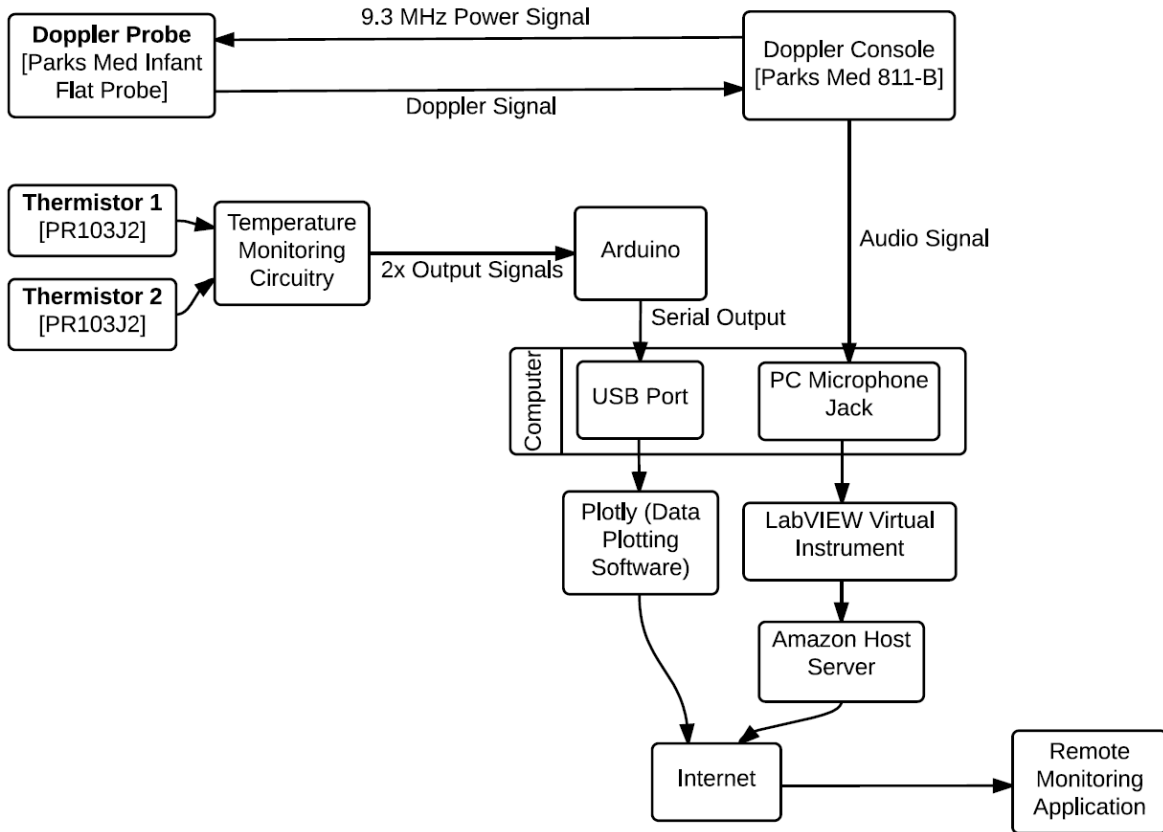 9.3 MHz Power Signal
Doppler Probe
[Parks Med Infant
Flat Probe]
Doppler Console
[Parks Med 811-B]
Doppler Signal
Thermistor 1
[PR103J2]
Thermistor 2
[PR103J2]
Temperature
Monitoring
Circuitry
2x Output Signals
Arduino
Audio Signal
Serial Output
Computer
USB Port
PC Microphone
Jack
Plotly (Data
Plotting
Software)
LabVIEW Virtual
Instrument
Amazon Host
Server
Internet
Remote
Monitoring
Application